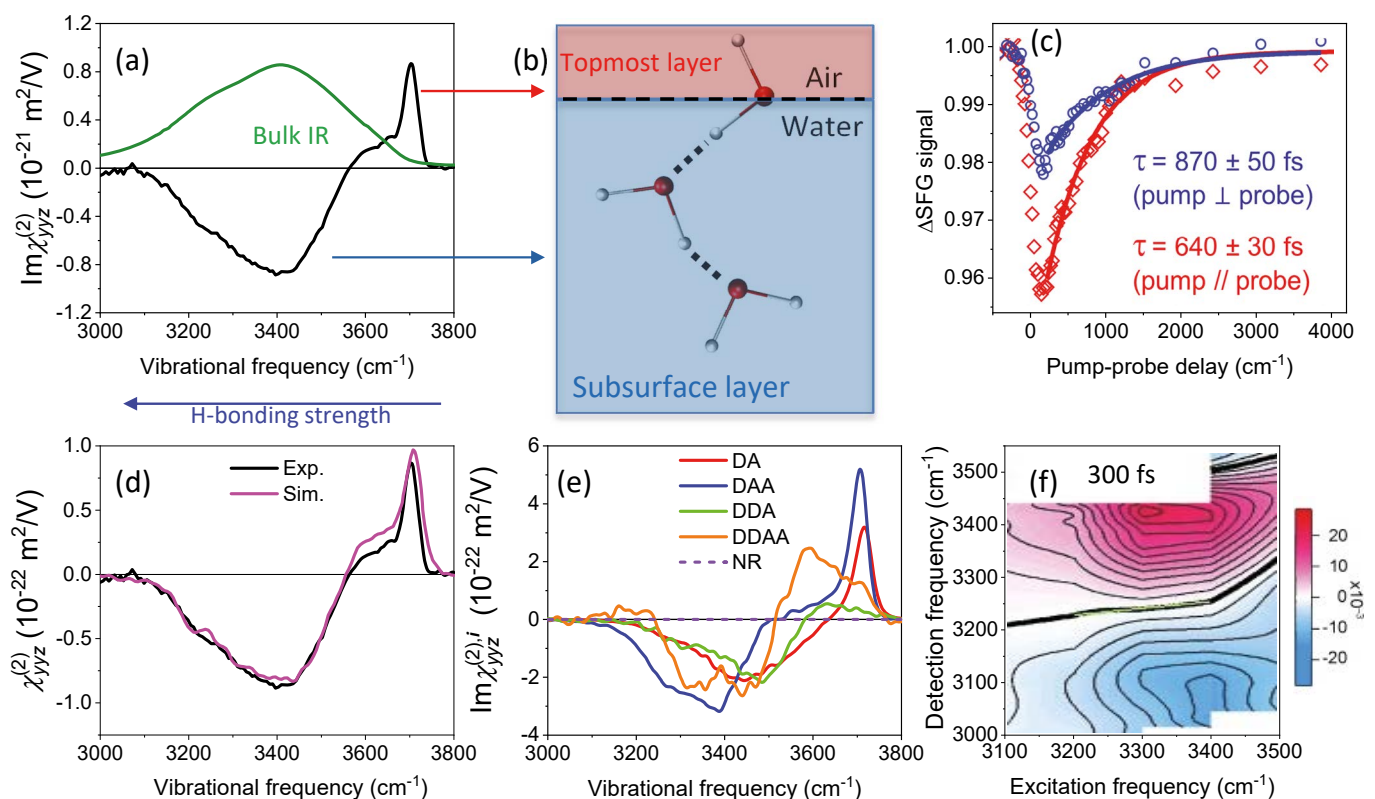 (a)
Bulk IR
Imχ(2)yyz (10-21 m2/V)
1.2
0.8
0.4
0.0
-0.4
-0.8
-1.2
3000 3200 3400 3600 3800
Vibrational frequency (cm-1)
(b)
Topmost layer
Air
Water
Subsurface layer
(c)
ΔSFG signal
1.00
0.99
0.98
0.97
0.96
τ = 870 ± 50 fs
(pump ⊥ probe)
τ = 640 ± 30 fs
(pump // probe)
0 1000 2000 3000 4000
Pump-probe delay (cm-1)
H-bonding strength
(d)
Exp.
Sim.
χ(2)yyz (10-22 m2/V)
1.0
0.5
0.0
-0.5
-1.0
3000 3200 3400 3600 3800
Vibrational frequency (cm-1)
(e)
DA
DAA
DDA
DDAA
NR
Imχ(2),iyyz (10-22 m2/V)
6
4
2
0
-2
-4
3000 3200 3400 3600 3800
Vibrational frequency (cm-1)
(f)
300 fs
Detection frequency (cm-1)
3500
3400
3300
3200
3100
3000
3100 3200 3300 3400 3500
Excitation frequency (cm-1)
20
10
0
-10
-20
x10-3